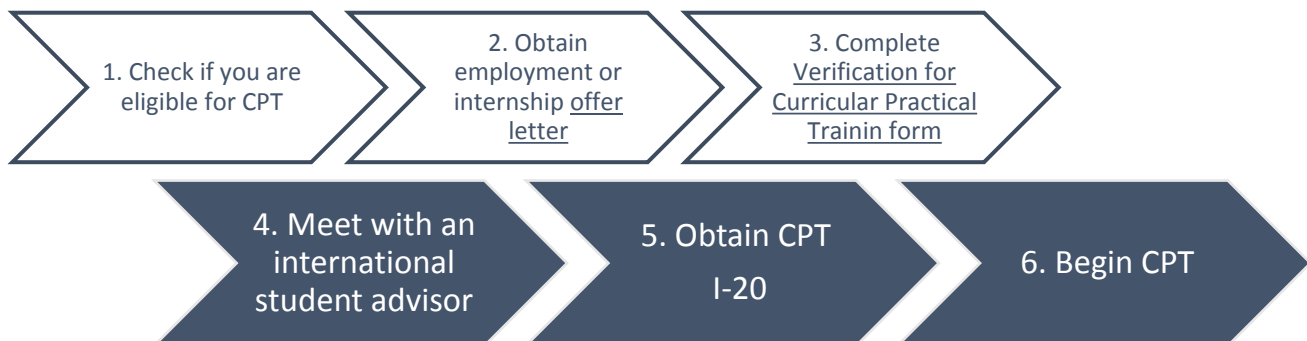 1. Check if you are
eligible for CPT
2. Obtain
employment or
internship offer
letter
3. Complete
Verification for
Curricular Practical
Trainin form
4. Meet with an
international
student advisor
5. Obtain CPT
I-20
6. Begin CPT